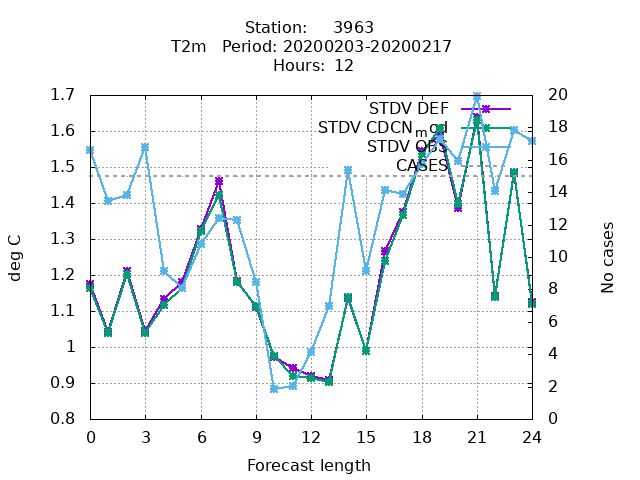 Station: 3963
T2m Period: 20200203-20200217
Hours: 12
STDV DEF
STDV CDCN_mod
STDV OBS
CASES
1.7
1.6
1.5
1.4
1.3
1.2
1.1
1
0.9
0.8
20
18
16
14
12
10
8
6
4
2
0
0 3 6 9 12 15 18 21 24
deg C
No cases
Forecast length